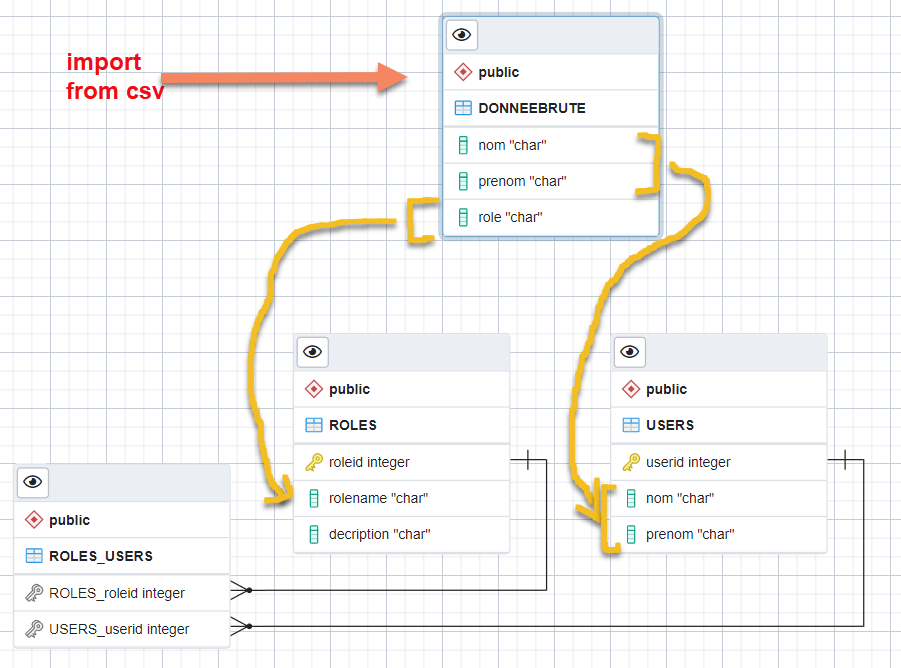 import
from csv
public
DONNEEBRUTE
nom "char"
prenom "char"
role "char"
public
ROLES
roleid integer
rolename "char"
decription "char"
public
USERS
userid integer
nom "char"
prenom "char"
public
ROLES_USERS
ROLES_roleid integer
USERS_userid integer